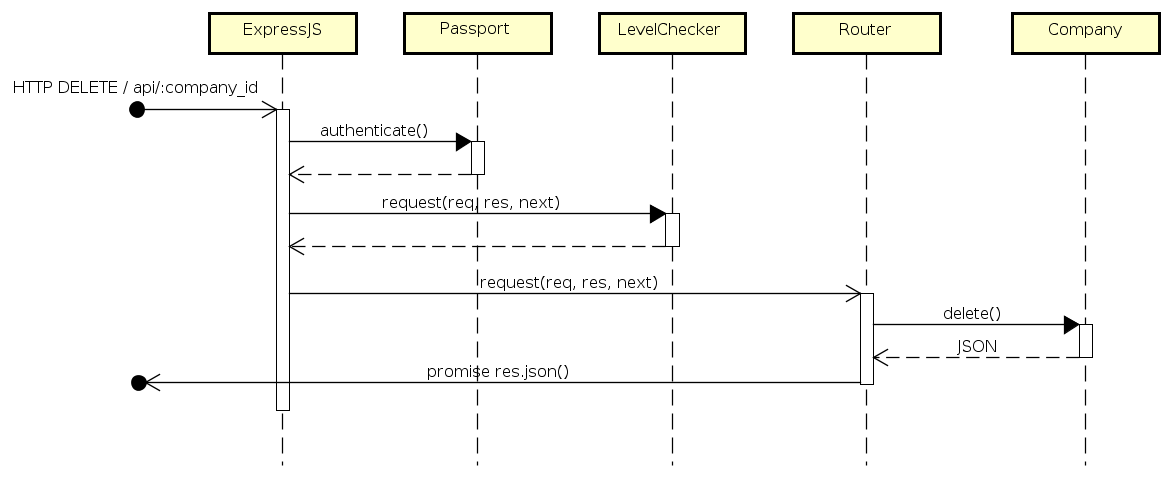 ExpressJS
Passport
LevelChecker
Router
Company
HTTP DELETE / api/:company_id
authenticate()
request(req, res, next)
request(req, res, next)
delete()
JSON
promise res.json()